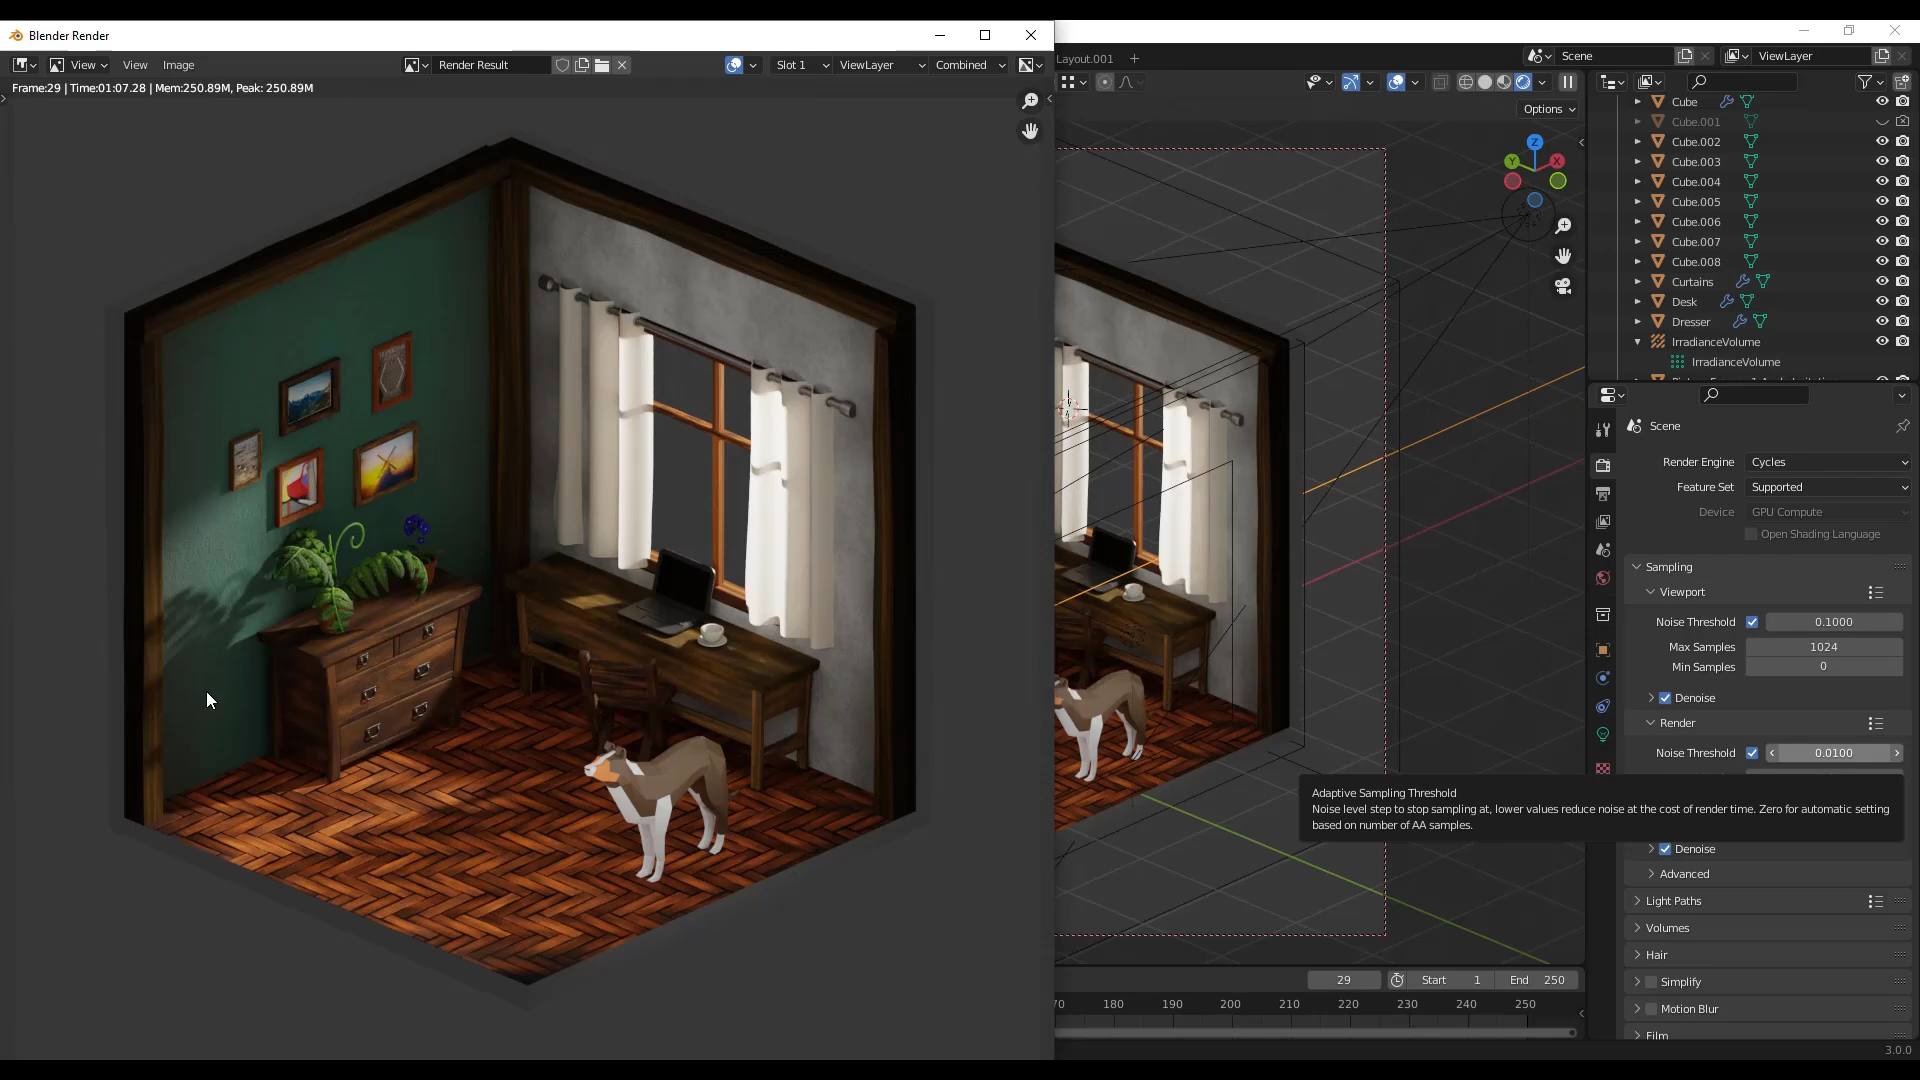 Blender Render
View View Image Render Result Slot 1 ViewLayer Combined
Frame:29 | Time:01:07.28 | Mem:250.89M, Peak: 250.89M
Layout.001 + Scene ViewLayer
Options
Z
Y X
Cube
Cube.001
Cube.002
Cube.003
Cube.004
Cube.005
Cube.006
Cube.007
Cube.008
Curtains
Desk
Dresser
IrradianceVolume
IrradianceVolume
Scene
Render Engine Cycles
Feature Set Supported
Device GPU Compute
Open Shading Language
Sampling
Viewport
Noise Threshold 0.1000
Max Samples 1024
Min Samples 0
Denoise
Render
Noise Threshold 0.0100
Adaptive Sampling Threshold
Noise level step to stop sampling at, lower values reduce noise at the cost of render time. Zero for automatic setting
based on number of AA samples.
Denoise
Advanced
Light Paths
Volumes
Hair
Simplify
Motion Blur
Film
29 Start 1 End 250
70 180 190 200 210 220 230 240 250
3.0.0